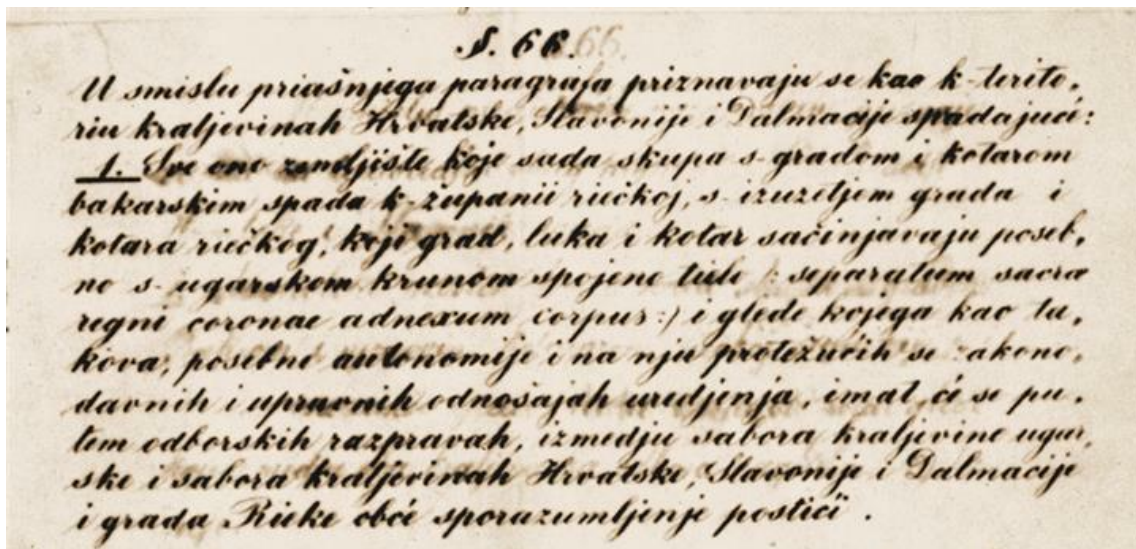 §. 66.
U smislu priašnjega paragrafa priznavaju se kao k terito-
riu kraljevinah Hrvatske, Slavonije i Dalmacije spadajući:
1. Sve ono zemljište koje sada skupa s gradom i kotarom
bakarskim spada k županii riečkoj, s izuzetjem grada i
kotara riečkog, koji grad, luka i kotar sačinjavaju poseb-
no s ugarskom krunom spojeno tielo (: separatum sacrae
regni coronae adnexum corpus :) i glede kojega kao ta-
kova, posebne autonomije i na nju protežućih se zakono-
davnih i upravnih odnošajah uredjenja, imat će se pu-
tem odborskih razpravah, izmedju sabora kraljevine ugar-
ske i sabora kraljevinah Hrvatske, Slavonije i Dalmacije
i grada Rieke obće sporazumljenje postići.